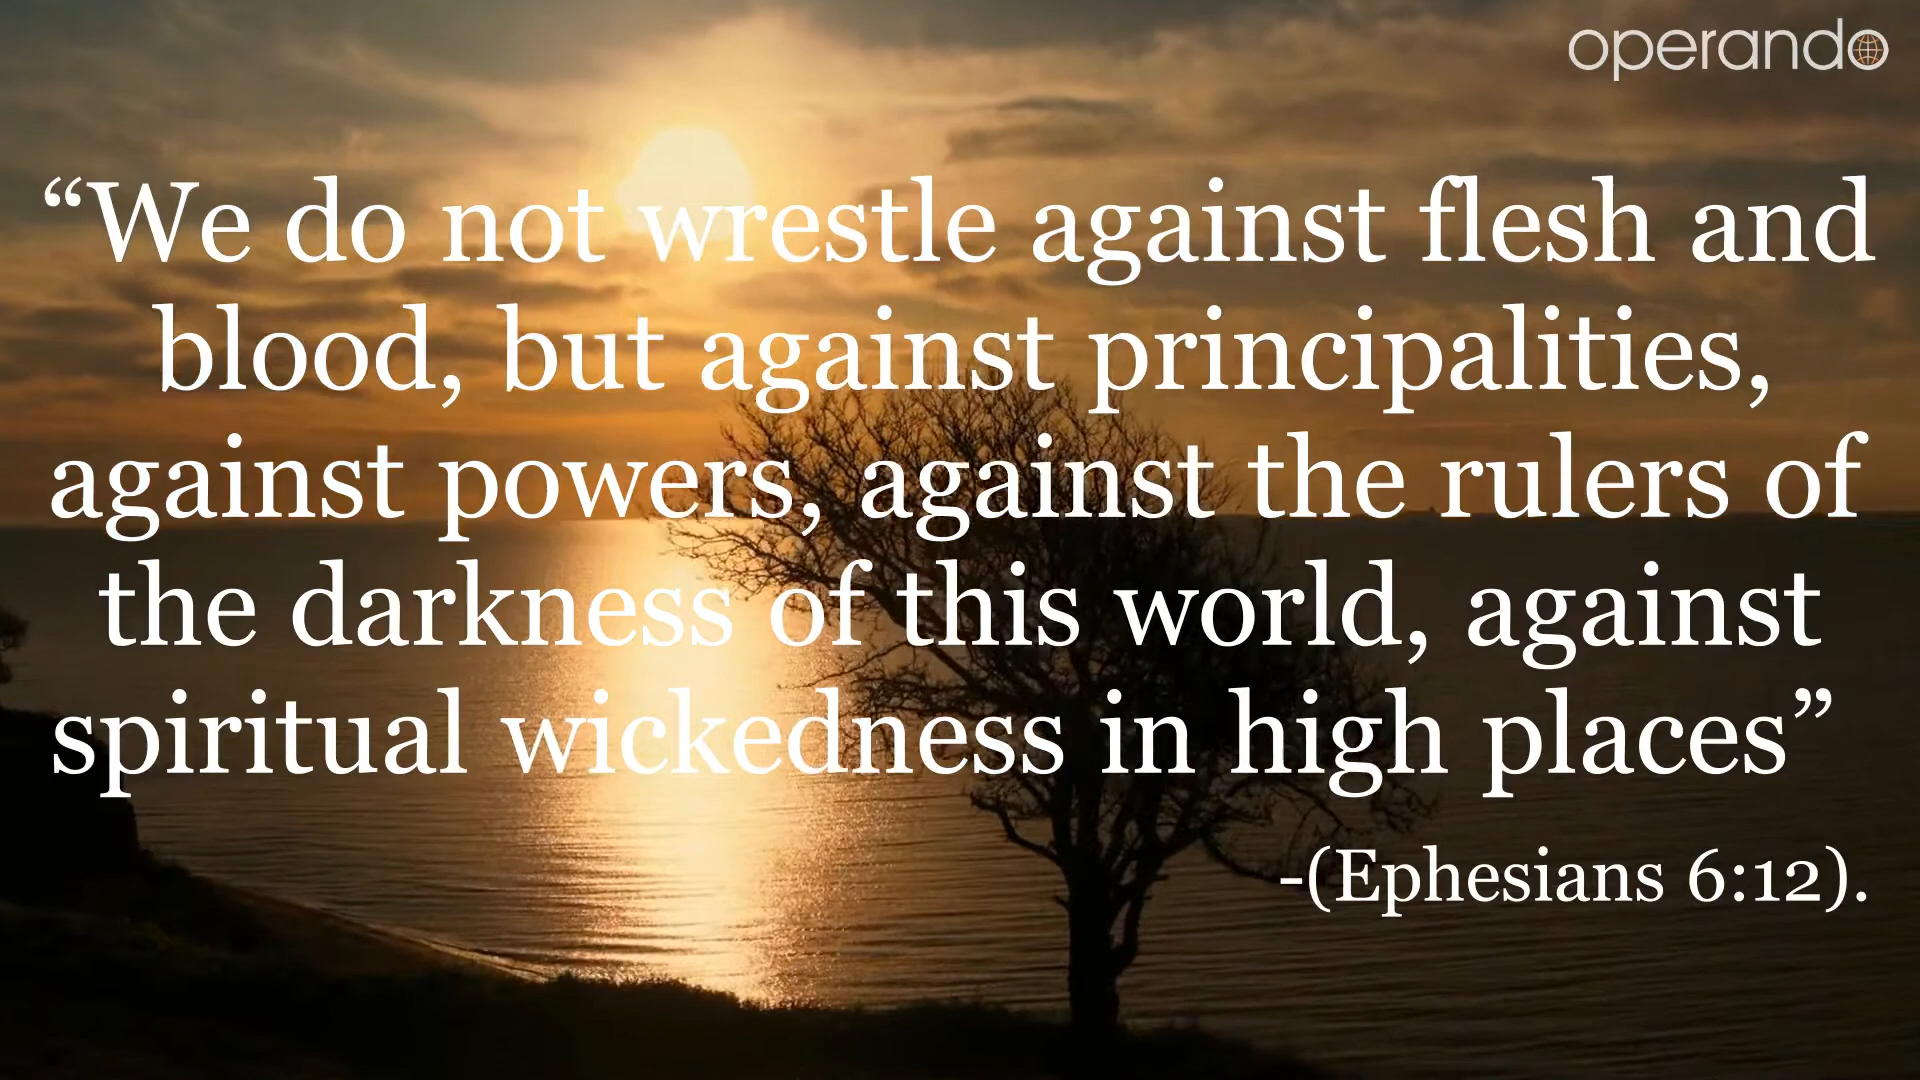 operando
“We do not wrestle against flesh and
blood, but against principalities,
against powers, against the rulers of
the darkness of this world, against
spiritual wickedness in high places”
-(Ephesians 6:12).